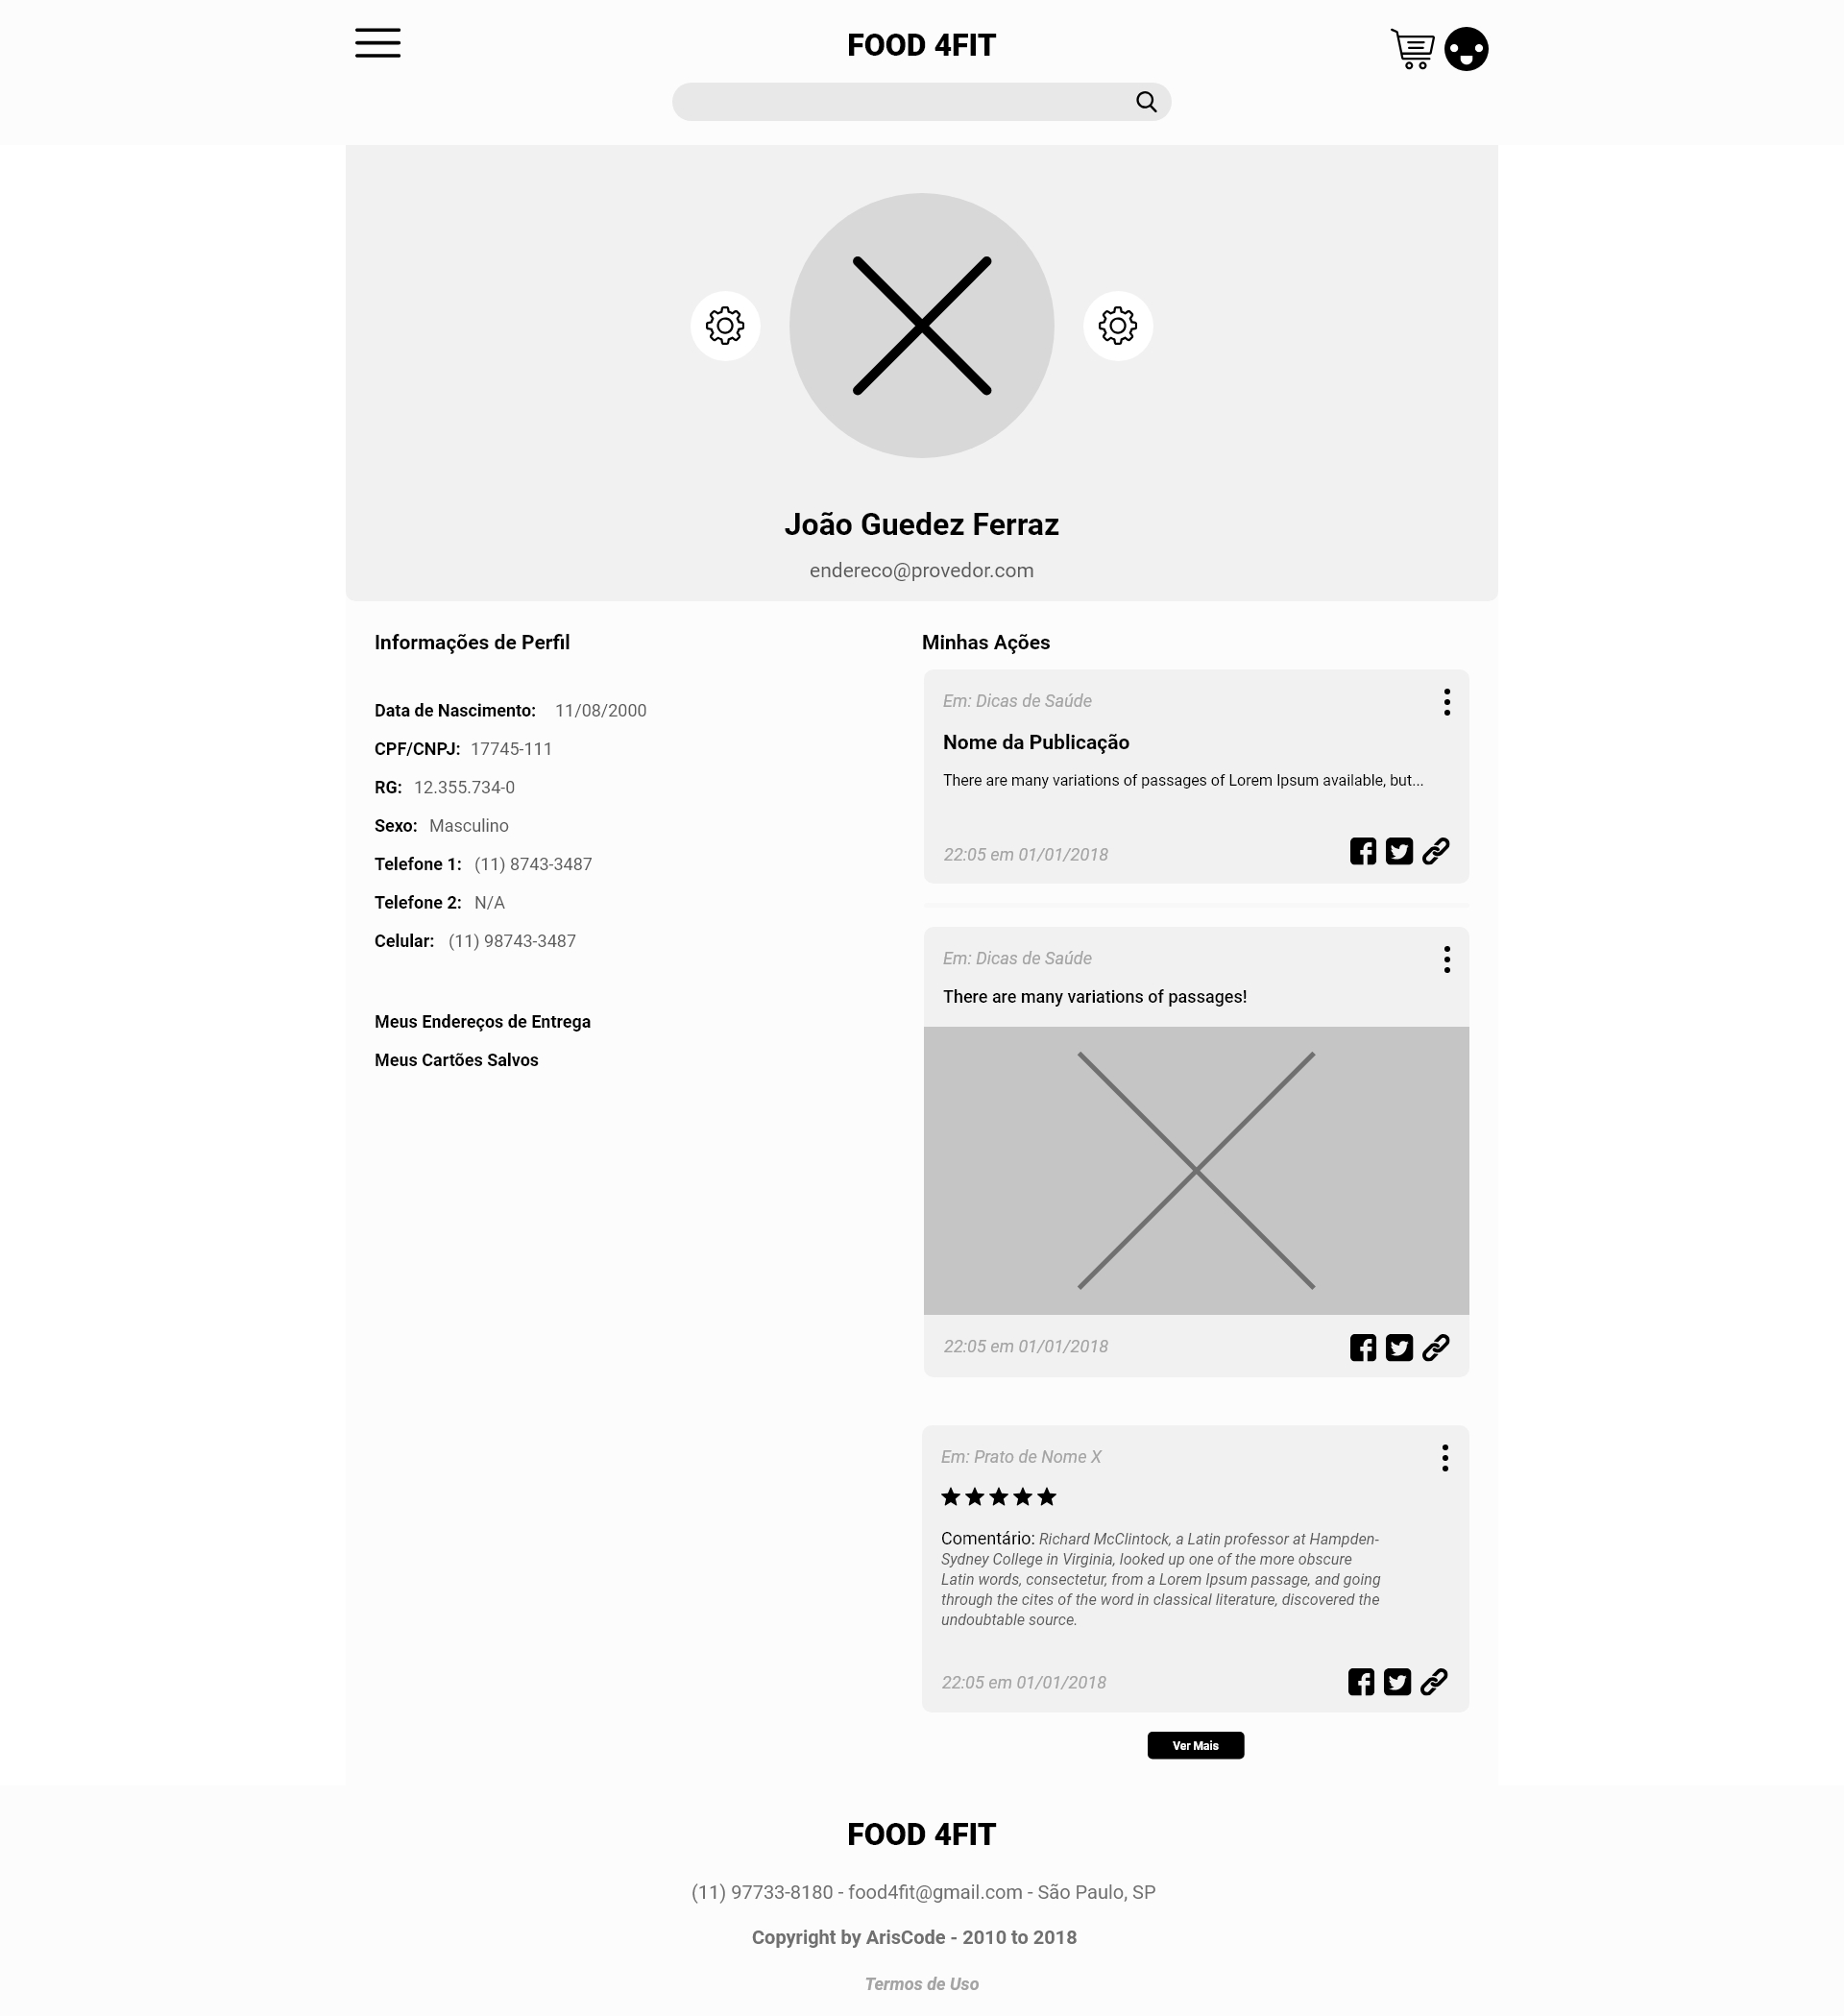 FOOD 4FIT
João Guedez Ferraz
endereco@provedor.com
Informações de Perfil
Data de Nascimento: 11/08/2000
CPF/CNPJ: 17745-111
RG: 12.355.734-0
Sexo: Masculino
Telefone 1: (11) 8743-3487
Telefone 2: N/A
Celular: (11) 98743-3487
Meus Endereços de Entrega
Meus Cartões Salvos
Minhas Ações
Em: Dicas de Saúde
Nome da Publicação
There are many variations of passages of Lorem Ipsum available, but...
22:05 em 01/01/2018
Em: Dicas de Saúde
There are many variations of passages!
22:05 em 01/01/2018
Em: Prato de Nome X
Comentário: Richard McClintock, a Latin professor at Hampden-
Sydney College in Virginia, looked up one of the more obscure
Latin words, consectetur, from a Lorem Ipsum passage, and going
through the cites of the word in classical literature, discovered the
undoubtable source.
22:05 em 01/01/2018
Ver Mais
FOOD 4FIT
(11) 97733-8180 - food4fit@gmail.com - São Paulo, SP
Copyright by ArisCode - 2010 to 2018
Termos de Uso